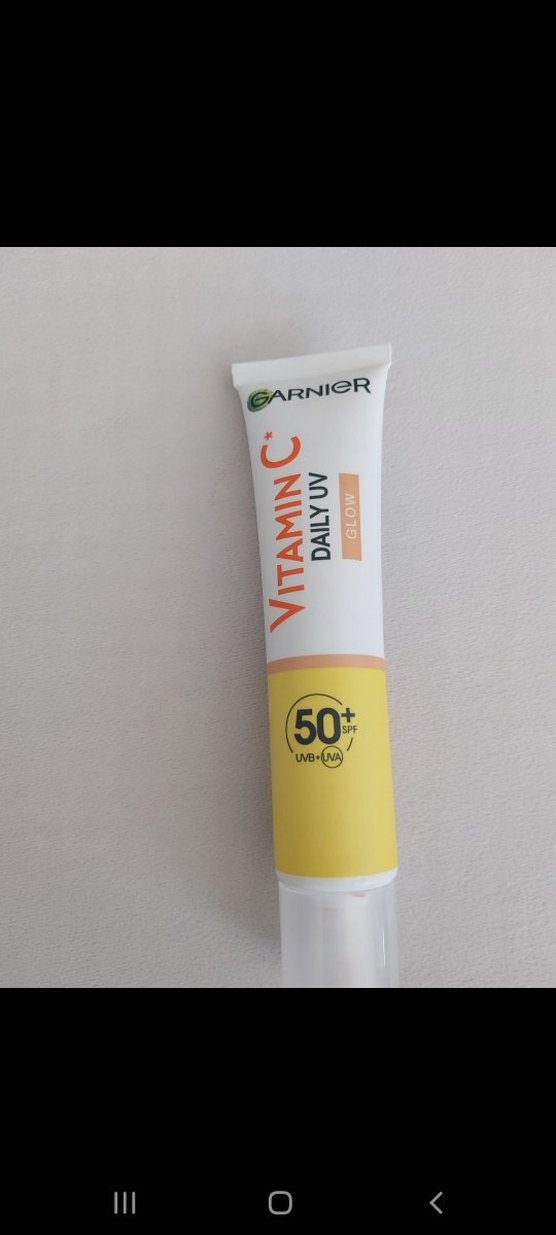 GARNIER
VITAMIN C*
DAILY UV
GLOW
50+
SPF
UVB+UVA